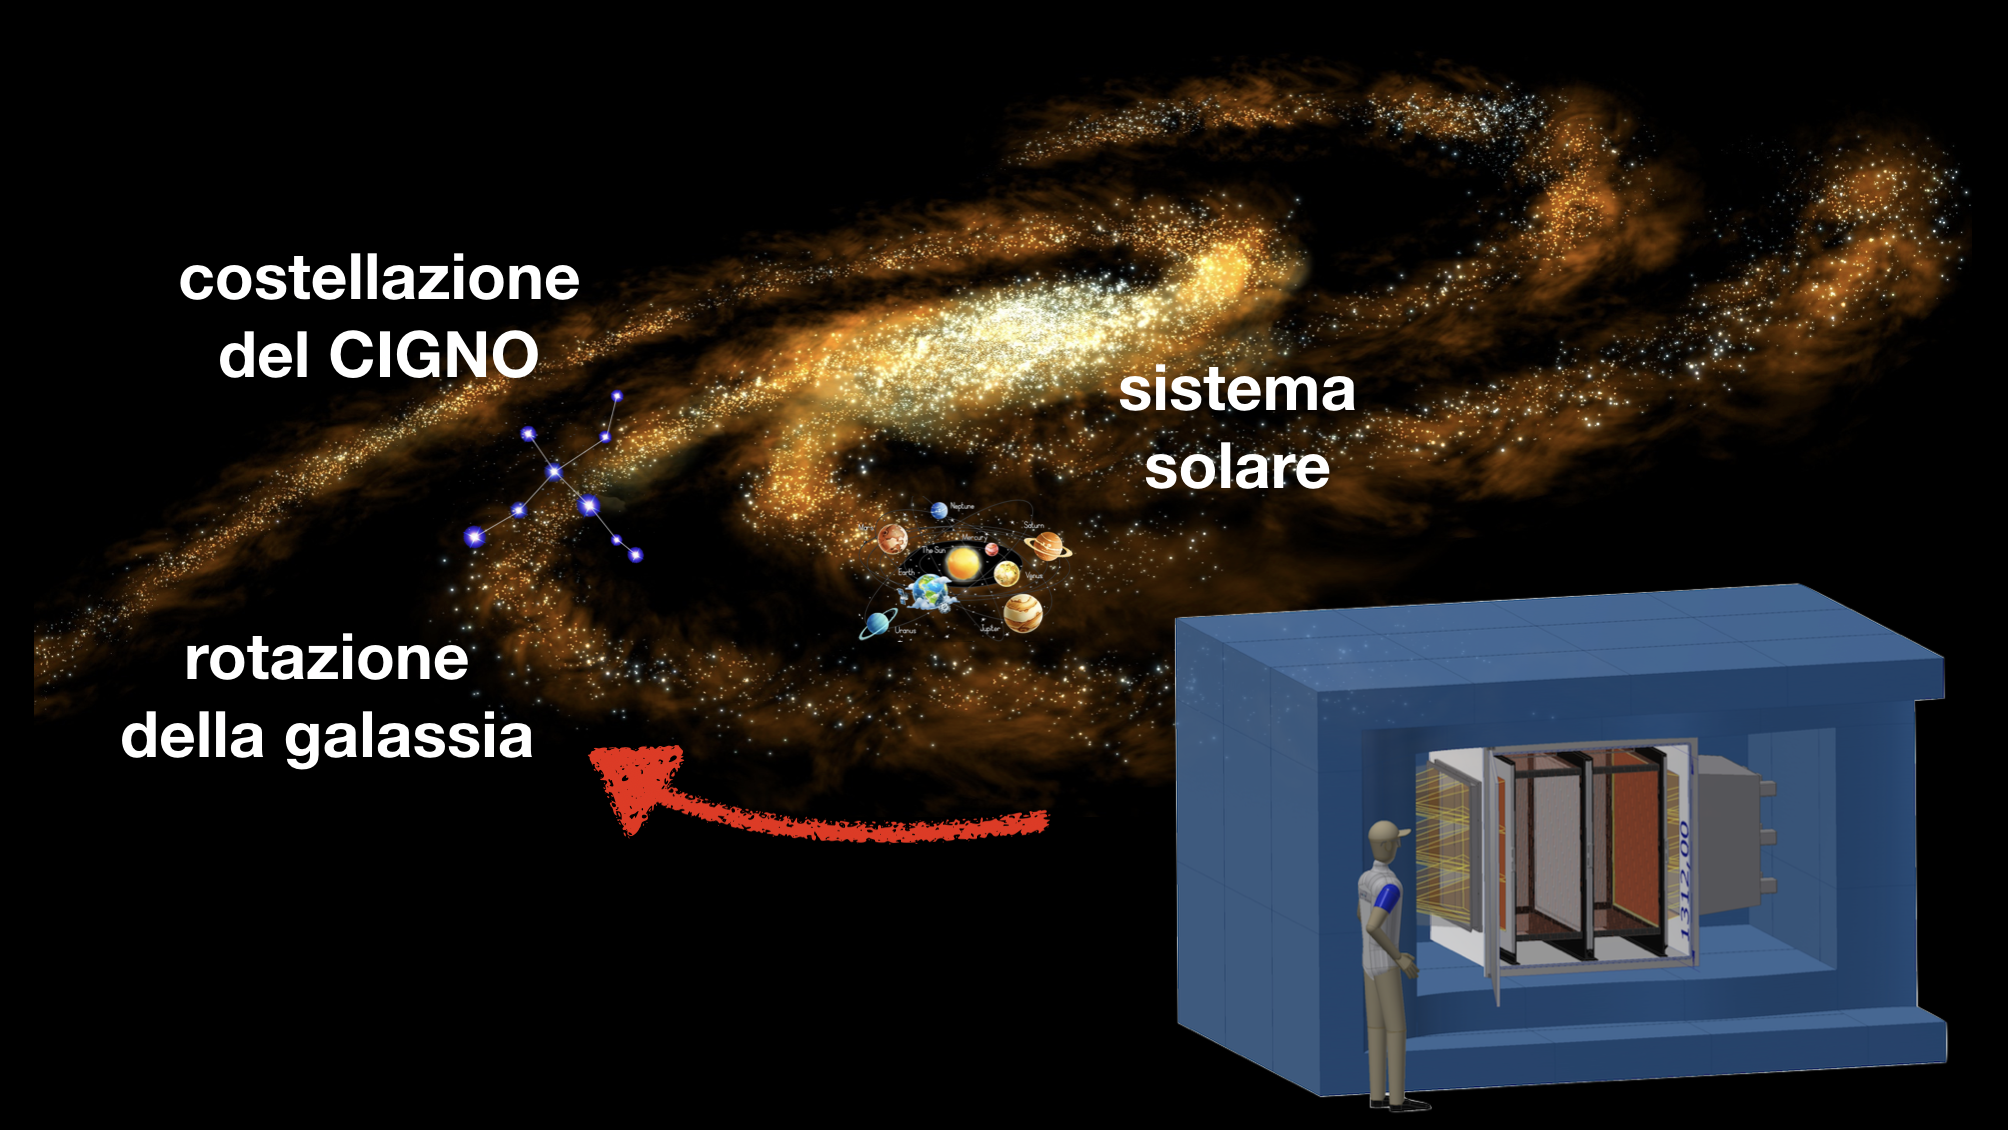 costellazione
del CIGNO
sistema
solare
Neptune
Mars
Saturn
Mercury
The Sun
Earth
Venus
Uranus
Jupiter
rotazione
della galassia
1312,00